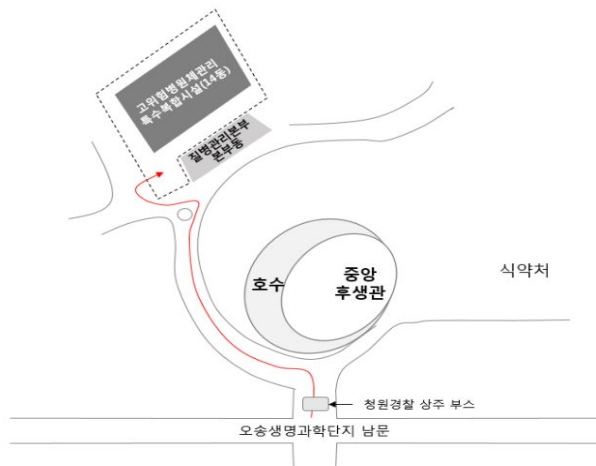 고위험병원체관리
특수복합시설(14동)
질병관리본부
본부동
호수
중앙
후생관
식약처
청원경찰 상주 부스
오송생명과학단지 남문